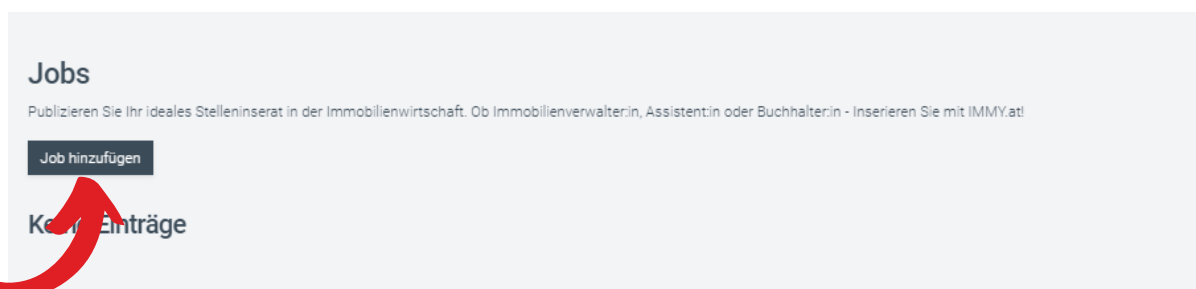 Jobs
Publizieren Sie Ihr ideales Stelleninserat in der Immobilienwirtschaft. Ob Immobilienverwalter:in, Assistent:in oder Buchhalter:in - Inserieren Sie mit IMMY.at!
Job hinzufügen
Keine Einträge